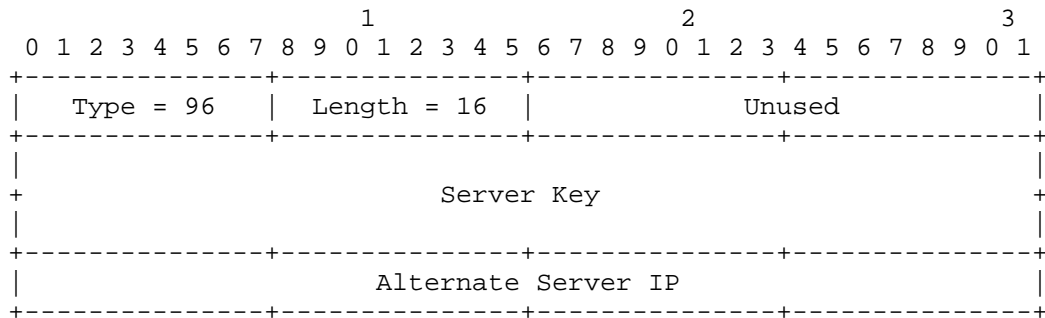 1                   2                   3
 0 1 2 3 4 5 6 7 8 9 0 1 2 3 4 5 6 7 8 9 0 1 2 3 4 5 6 7 8 9 0 1
+---------------+---------------+---------------+---------------+
|   Type = 96   |  Length = 16  |             Unused            |
+---------------+---------------+---------------+---------------+
|                                                               |
+                          Server Key                           +
|                                                               |
+---------------+---------------+---------------+---------------+
|                      Alternate Server IP                      |
+---------------+---------------+---------------+---------------+